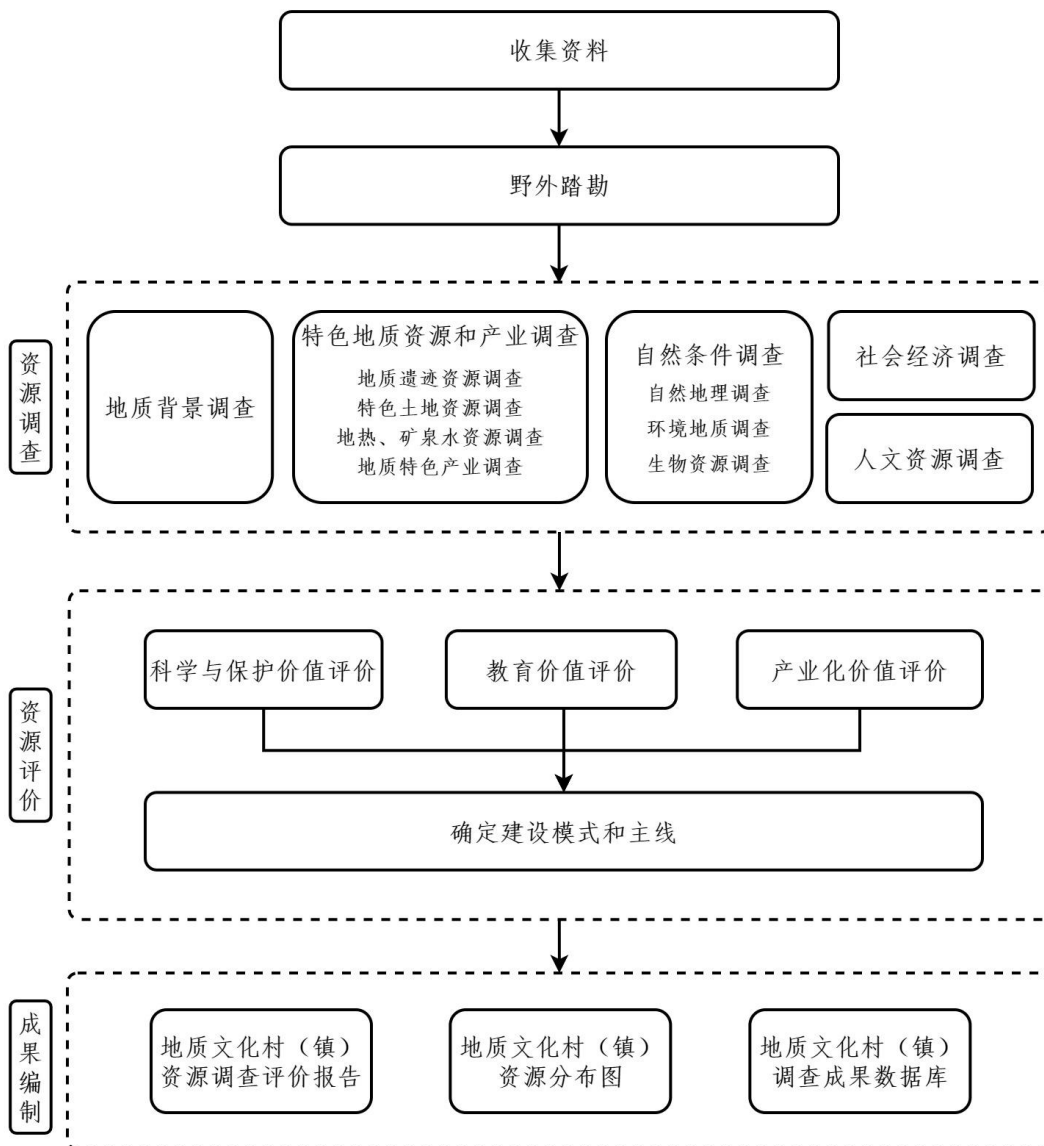 收集资料
野外踏勘
资源调查
地质背景调查
特色地质资源和产业调查
地质遗迹资源调查
特色土地资源调查
地热、矿泉水资源调查
地质特色产业调查
自然条件调查
自然地理调查
环境地质调查
生物资源调查
社会经济调查
人文资源调查
资源评价
科学与保护价值评价
教育价值评价
产业化价值评价
确定建设模式和主线
成果编制
地质文化村（镇）
资源调查评价报告
地质文化村（镇）
资源分布图
地质文化村（镇）
调查成果数据库